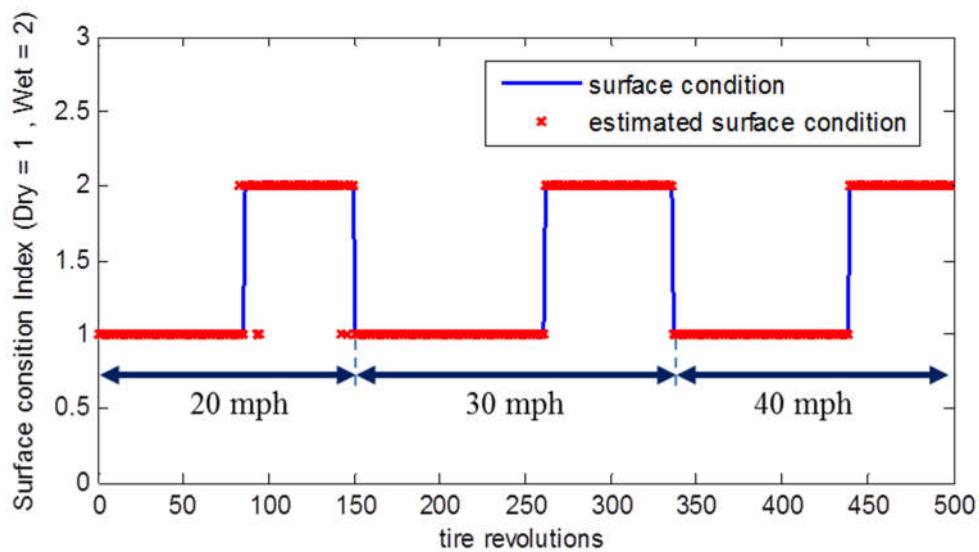 Surface consition Index (Dry = 1 , Wet = 2)
3
2.5
2
1.5
1
0.5
0
surface condition
estimated surface condition
20 mph 30 mph 40 mph
0 50 100 150 200 250 300 350 400 450 500
tire revolutions